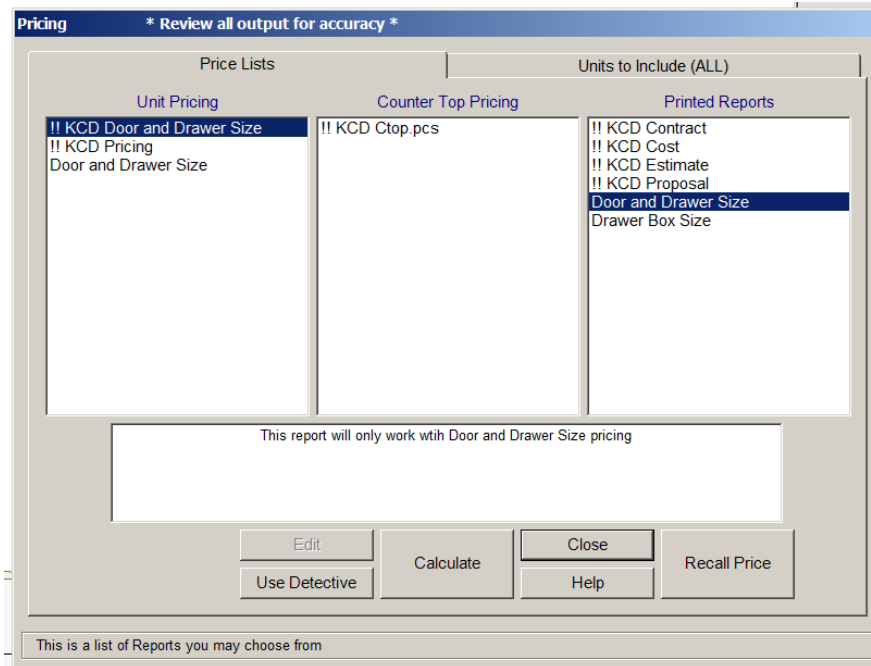 Pricing * Review all output for accuracy *
Price Lists
Units to Include (ALL)
Unit Pricing
!! KCD Door and Drawer Size
!! KCD Pricing
Door and Drawer Size
Counter Top Pricing
!! KCD Ctop.pcs
Printed Reports
!! KCD Contract
!! KCD Cost
!! KCD Estimate
!! KCD Proposal
Door and Drawer Size
Drawer Box Size
This report will only work wtih Door and Drawer Size pricing
Edit
Use Detective
Calculate
Close
Help
Recall Price
This is a list of Reports you may choose from